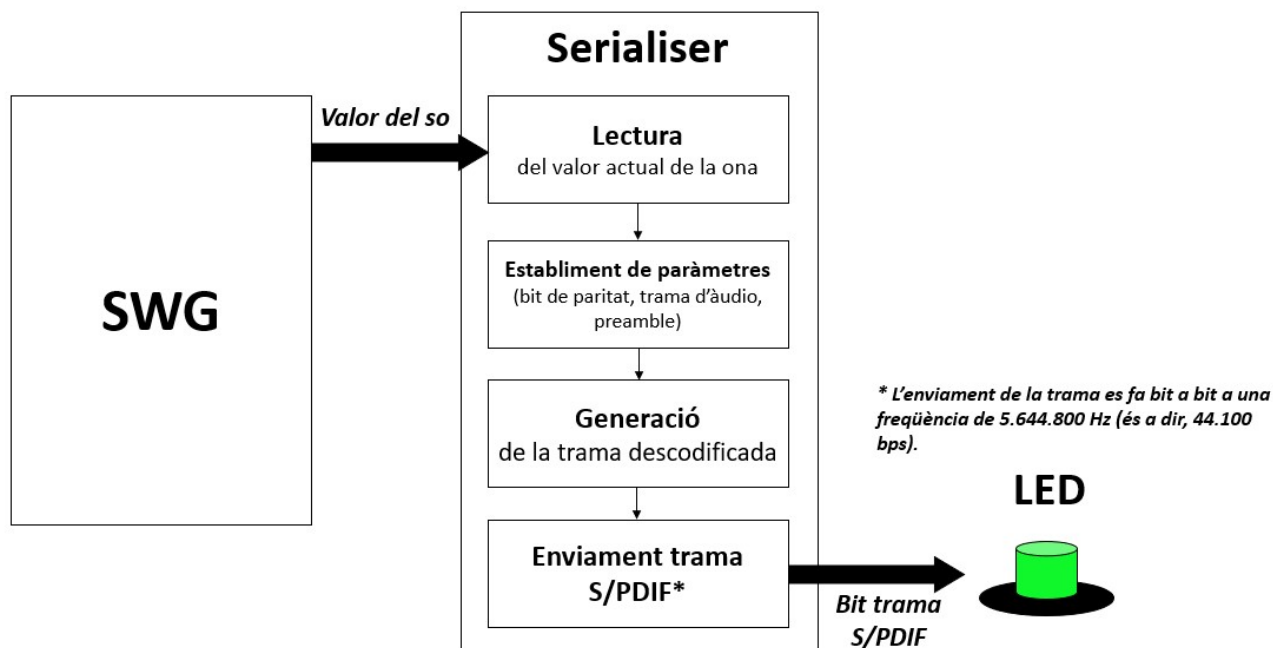 SWG
Valor del so
Serialiser
Lectura
del valor actual de la ona
Establiment de paràmetres
(bit de paritat, trama d'àudio,
preamble)
Generació
de la trama descodificada
Enviament trama
S/PDIF*
Bit trama
S/PDIF
* L'enviament de la trama es fa bit a bit a una
freqüència de 5.644.800 Hz (és a dir, 44.100
bps).
LED